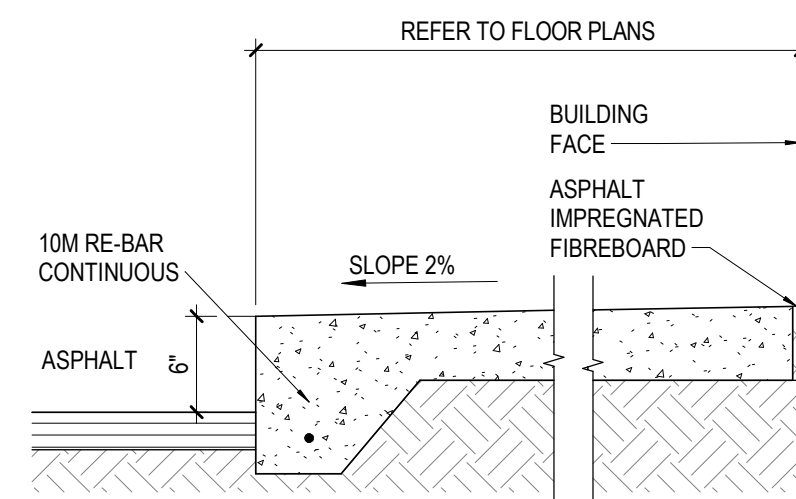 REFER TO FLOOR PLANS
BUILDING
FACE
ASPHALT
IMPREGNATED
FIBREBOARD
10M RE-BAR
CONTINUOUS
SLOPE 2%
ASPHALT
6"